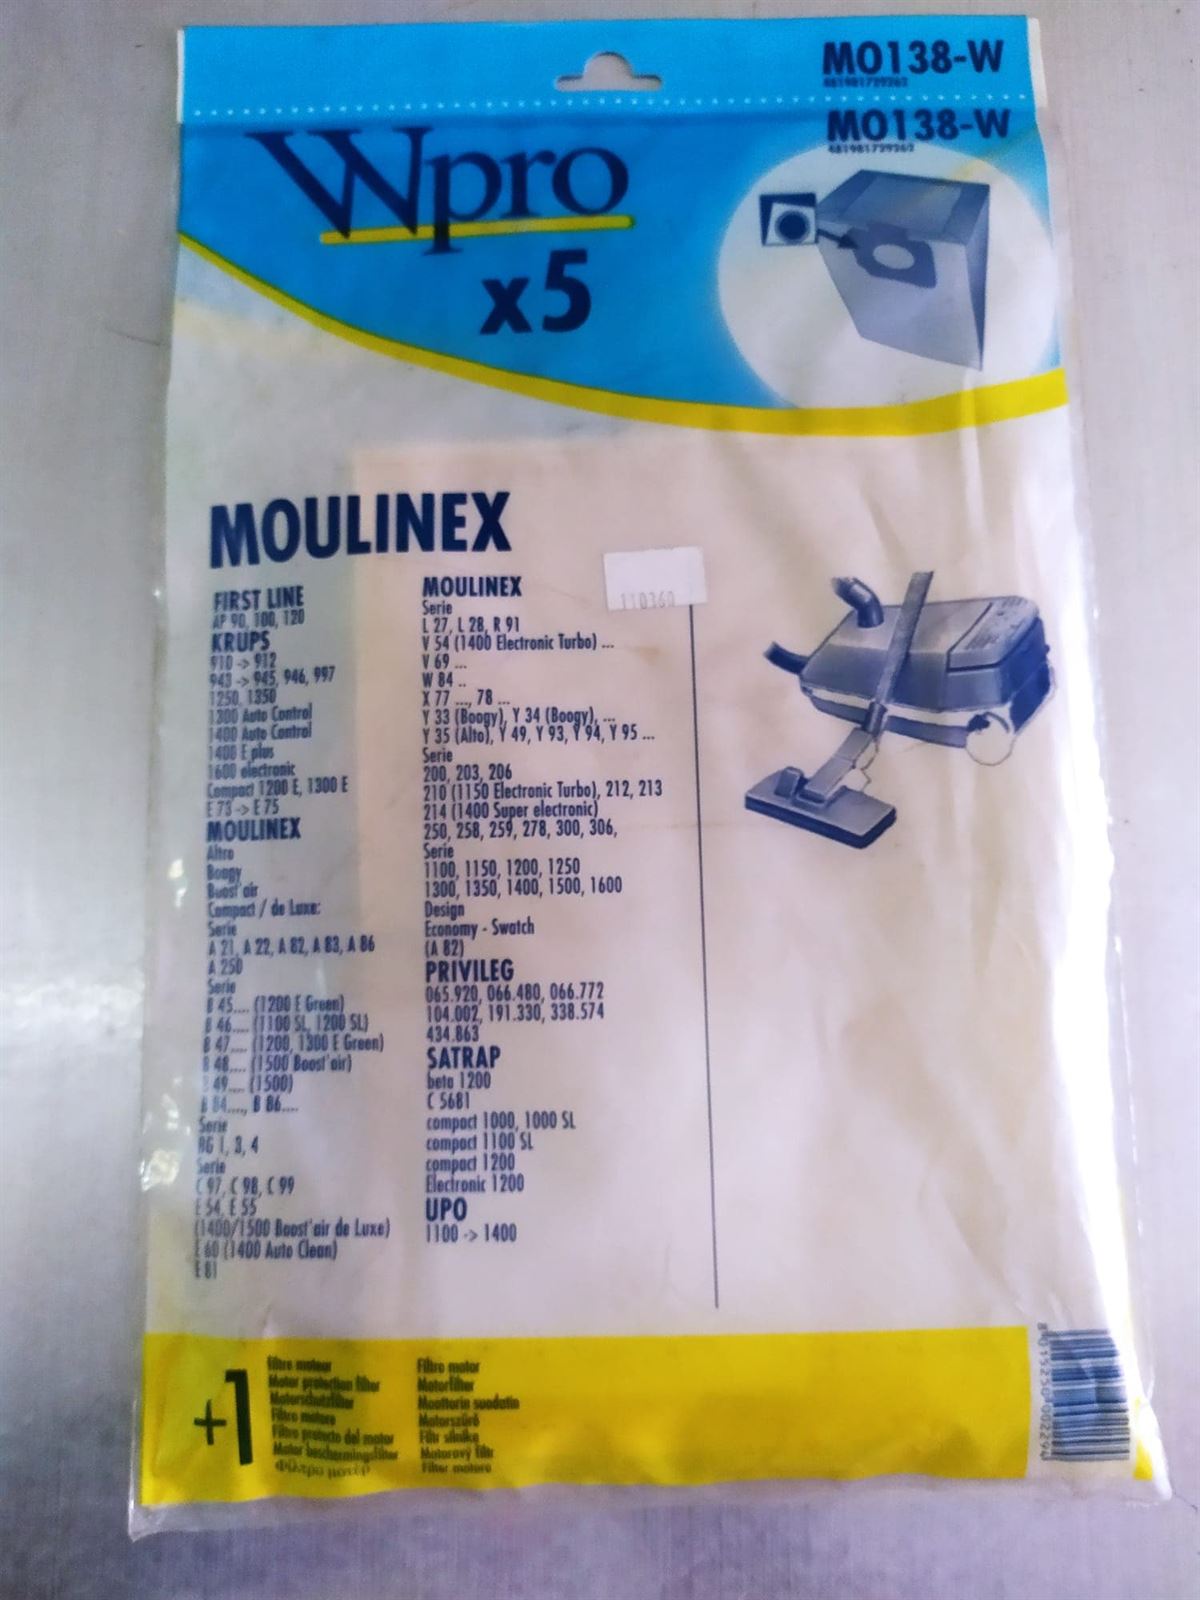 MO138-W
481981729262
MO138-W
481981729262
Wpro
x5
MOULINEX
FIRST LINE
AP 90, 100, 120
KRUPS
910 -> 912
943 -> 945, 946, 997
1250, 1350
1300 Auto Control
1400 Auto Control
1400 E plus
1600 electronic
Compact 1200 E, 1300 E
E 73 -> E 75
MOULINEX
Altro
Boogy
Boost'air
Compact / de Luxe:
Serie
A 21, A 22, A 82, A 83, A 86
A 250
Serie
B 45.... (1200 E Green)
B 46.... (1100 SL, 1200 SL)
B 47.... (1200, 1300 E Green)
B 48.... (1500 Boost'air)
B 49.... (1500)
B 84...., B 86....
Serie
BG 1, 3, 4
Serie
C 97, C 98, C 99
E 54, E 55
(1400/1500 Boost'air de Luxe)
E 60 (1400 Auto Clean)
E 81
MOULINEX
Serie
L 27, L 28, R 91
V 54 (1400 Electronic Turbo) ...
V 69 ...
W 84 ..
X 77 ..., 78 ...
Y 33 (Boogy), Y 34 (Boogy), ...
Y 35 (Alto), Y 49, Y 93, Y 94, Y 95 ...
Serie
200, 203, 206
210 (1150 Electronic Turbo), 212, 213
214 (1400 Super electronic)
250, 258, 259, 278, 300, 306,
Serie
1100, 1150, 1200, 1250
1300, 1350, 1400, 1500, 1600
Design
Economy - Swatch
(A 82)
PRIVILEG
065.920, 066.480, 066.772
104.002, 191.330, 338.574
434.863
SATRAP
beta 1200
C 5681
compact 1000, 1000 SL
compact 1100 SL
compact 1200
Electronic 1200
UPO
1100 -> 1400
110360
+1
Filtre moteur
Motor protection filter
Motorschutzfilter
Filtro motore
Filtro protecto del motor
Motor beschermingsfilter
Φίλτρο μοτέρ
Filtro motor
Motorfilter
Moottorin suodatin
Motorszűrő
Filtr silnika
Motorový filtr
Filter motora
8 015250 002294